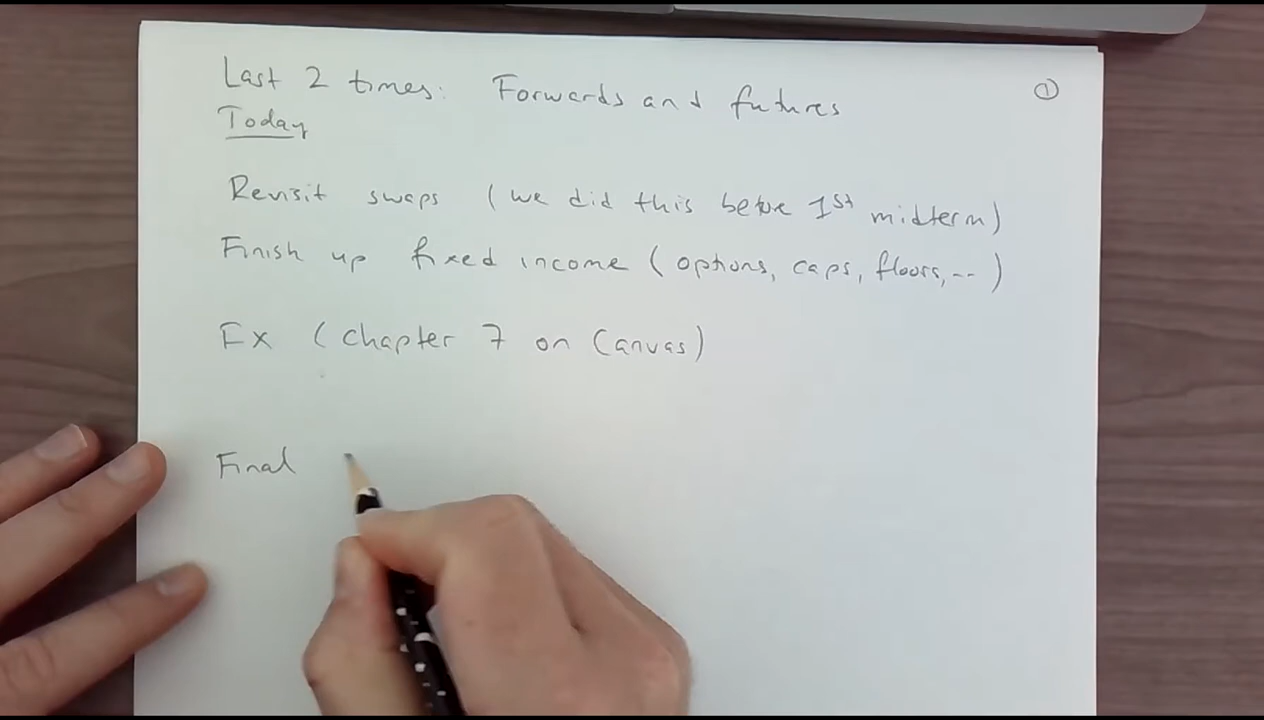 Last 2 times: Forwards and futures
①
Today
Revisit swaps (we did this before 1st midterm)
Finish up fixed income (options, caps, floors, --)
FX (Chapter 7 on Canvas)
Final